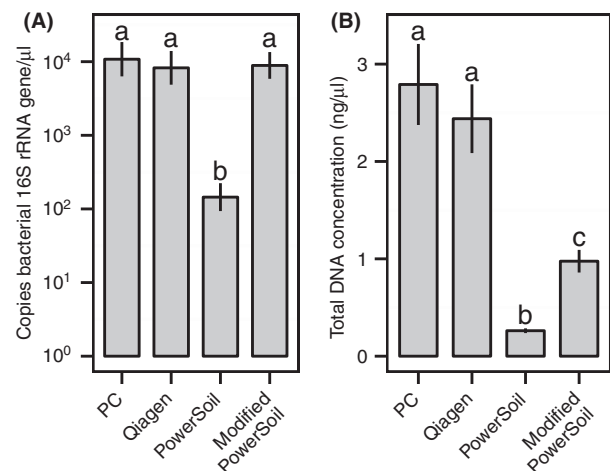 (A)
Copies bacterial 16S rRNA gene/µl
10⁴
10³
10²
10¹
10⁰
a
a
b
a
PC
Qiagen
PowerSoil
Modified
PowerSoil
(B)
Total DNA concentration (ng/µl)
3
2
1
0
a
a
b
c
PC
Qiagen
PowerSoil
Modified
PowerSoil